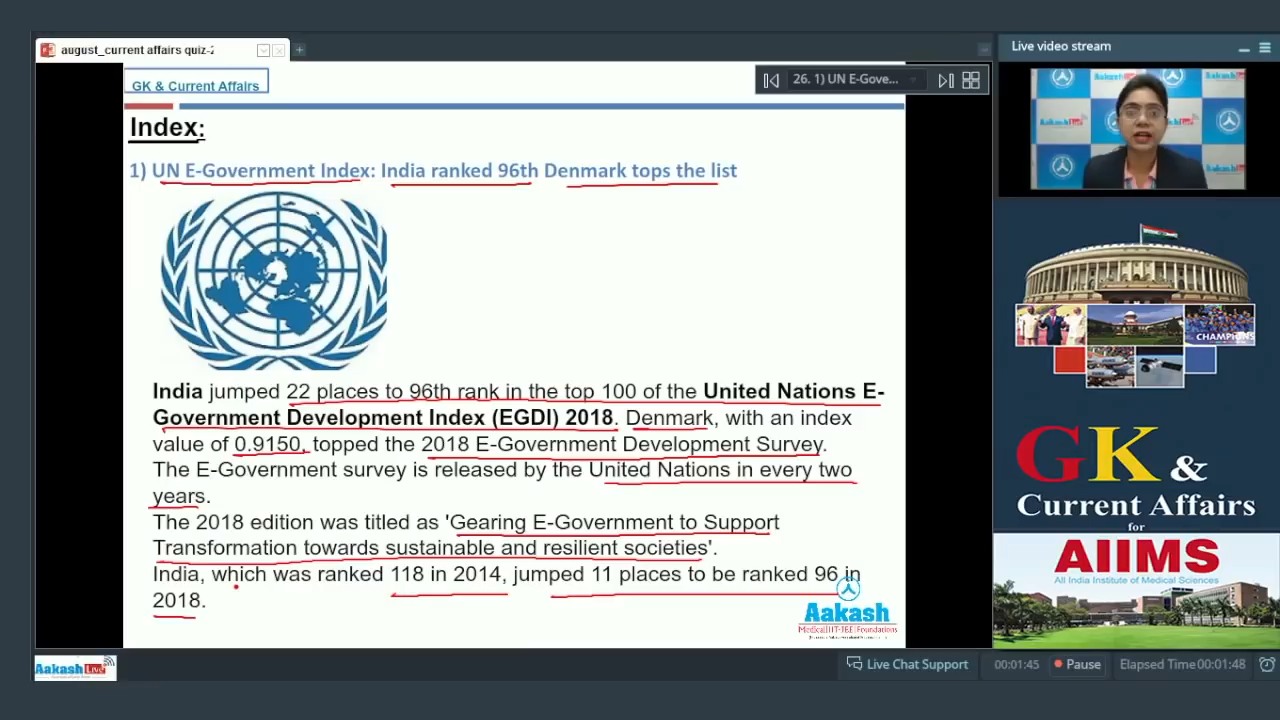 august_current affairs quiz-2
Live video stream
GK & Current Affairs
26. 1) UN E-Gove...
Index:
1) UN E-Government Index: India ranked 96th Denmark tops the list
India jumped 22 places to 96th rank in the top 100 of the United Nations E-
Government Development Index (EGDI) 2018. Denmark, with an index
value of 0.9150, topped the 2018 E-Government Development Survey.
The E-Government survey is released by the United Nations in every two
years.
The 2018 edition was titled as 'Gearing E-Government to Support
Transformation towards sustainable and resilient societies'.
India, which was ranked 118 in 2014, jumped 11 places to be ranked 96 in
2018.
Aakash
Medical|IIT-JEE|Foundations
Aakash Live
CHAMPIONS
GK &
Current Affairs
for
AIIMS
All India Institute of Medical Sciences
Aakash Live
Live Chat Support
00:01:45
Pause
Elapsed Time 00:01:48